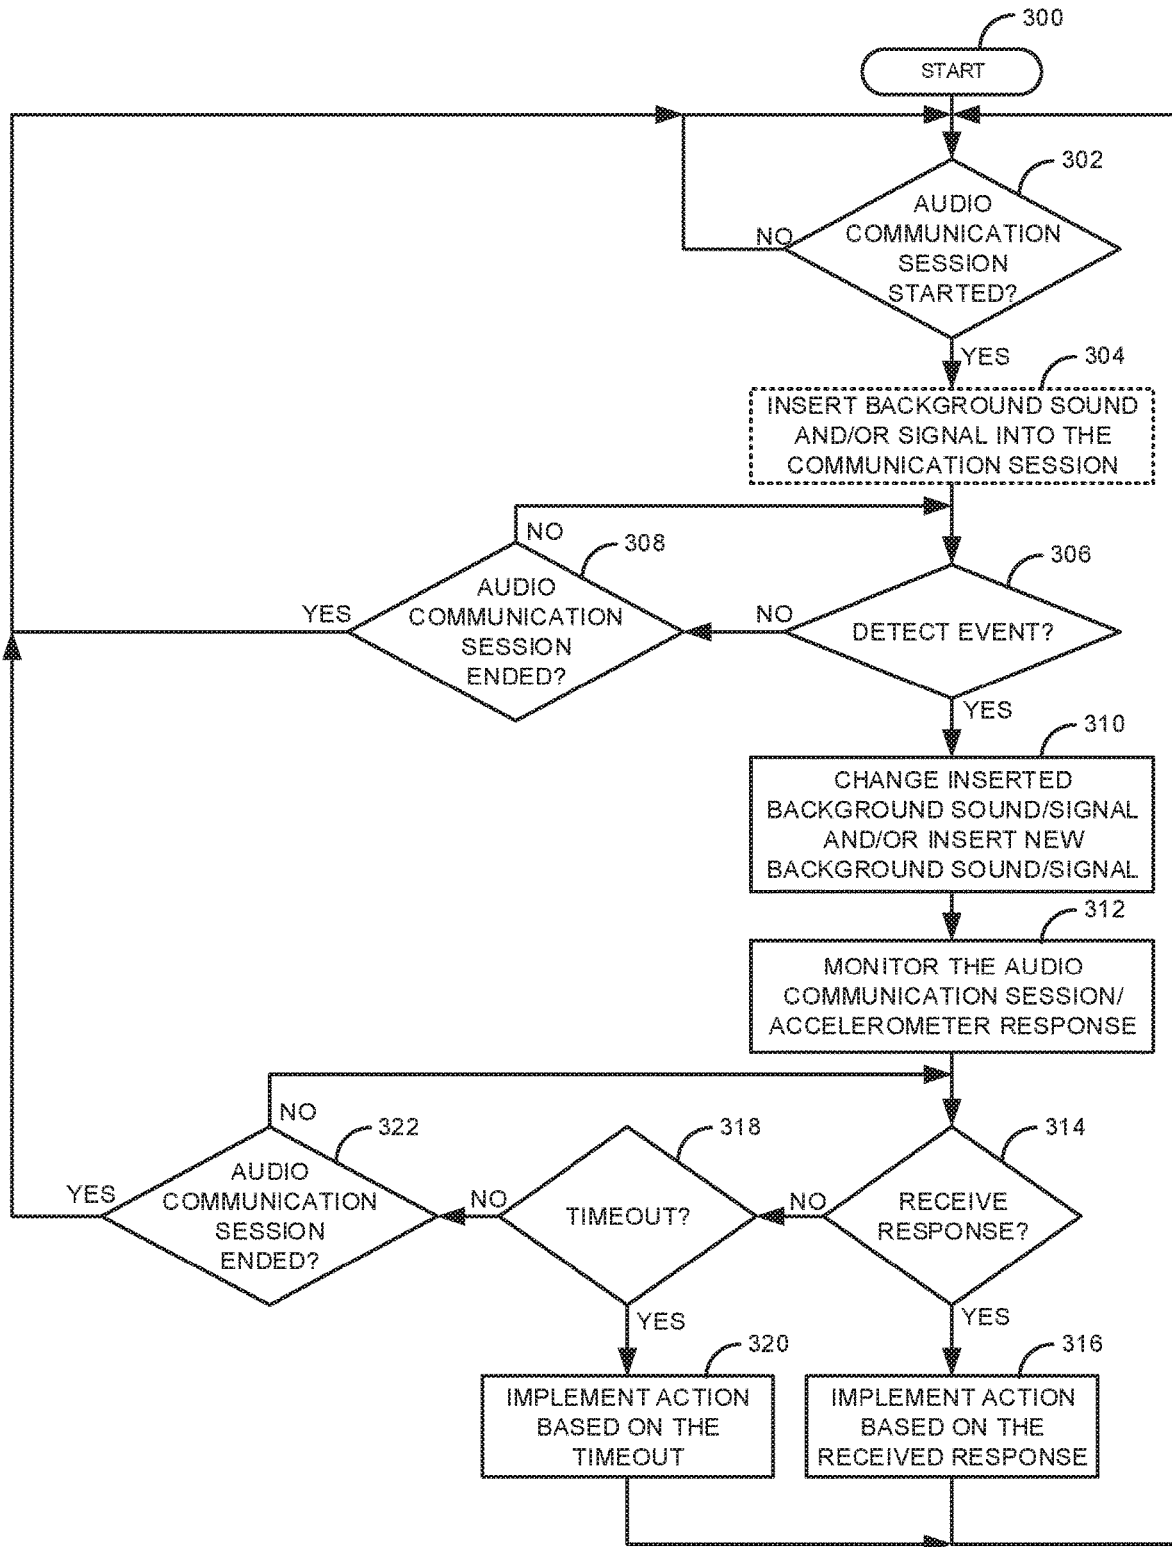 300
START
302
AUDIO
COMMUNICATION
SESSION
STARTED?
NO
YES
304
INSERT BACKGROUND SOUND
AND/OR SIGNAL INTO THE
COMMUNICATION SESSION
NO
308
306
AUDIO
COMMUNICATION
SESSION
ENDED?
YES
NO
DETECT EVENT?
YES
310
CHANGE INSERTED
BACKGROUND SOUND/SIGNAL
AND/OR INSERT NEW
BACKGROUND SOUND/SIGNAL
312
MONITOR THE AUDIO
COMMUNICATION SESSION/
ACCELEROMETER RESPONSE
NO
322
318
314
AUDIO
COMMUNICATION
SESSION
ENDED?
YES
NO
TIMEOUT?
NO
RECEIVE
RESPONSE?
YES
YES
320
316
IMPLEMENT ACTION
BASED ON THE
TIMEOUT
IMPLEMENT ACTION
BASED ON THE
RECEIVED RESPONSE